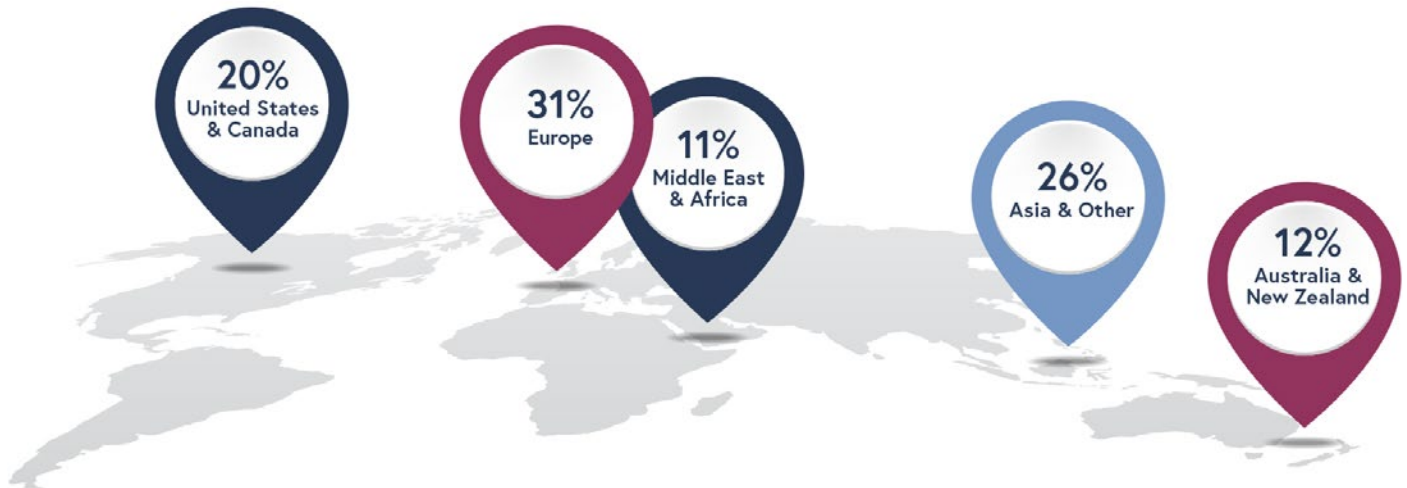 20%
United States
& Canada
31%
Europe
11%
Middle East
& Africa
26%
Asia & Other
12%
Australia &
New Zealand